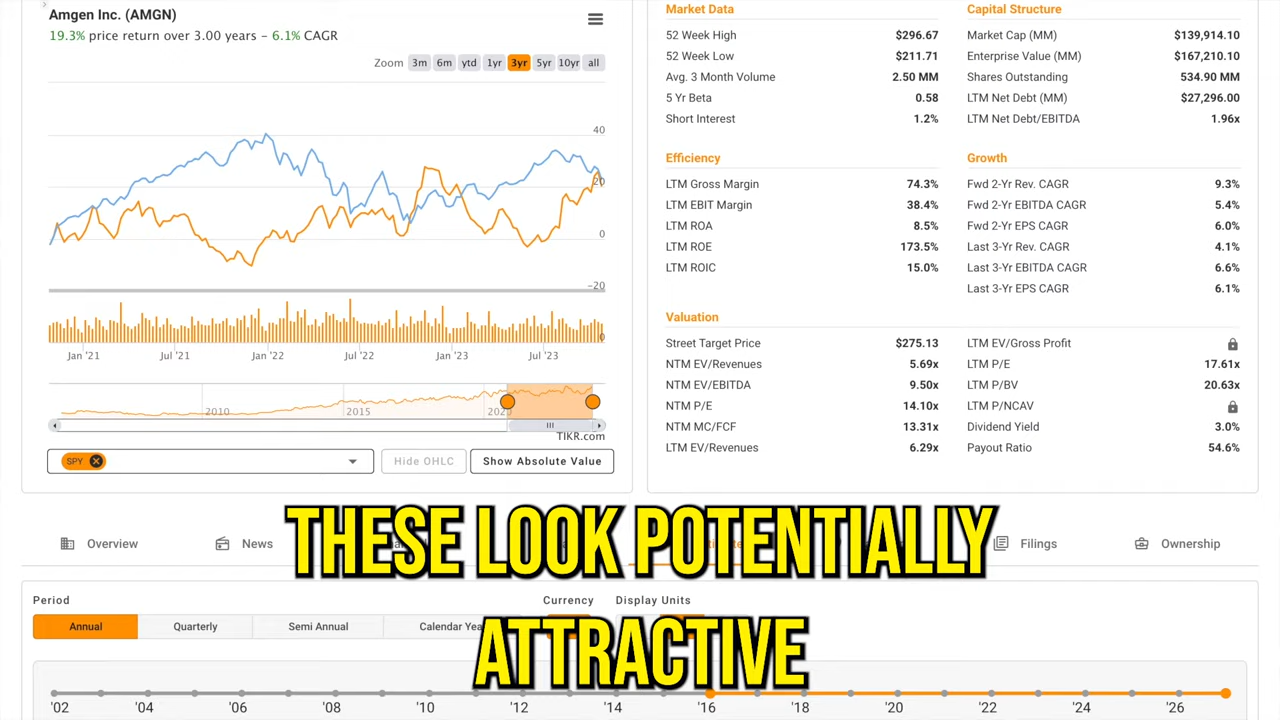 Amgen Inc. (AMGN)
19.3% price return over 3.00 years - 6.1% CAGR
Zoom 3m 6m ytd 1yr 3yr 5yr 10yr all
40
20
0
-20
0
Jan '21 Jul '21 Jan '22 Jul '22 Jan '23 Jul '23
2010 2015
TIKR.com
SPY
Hide OHLC
Show Absolute Value
Market Data
52 Week High $296.67
52 Week Low $211.71
Avg. 3 Month Volume 2.50 MM
5 Yr Beta 0.58
Short Interest 1.2%
Efficiency
LTM Gross Margin 74.3%
LTM EBIT Margin 38.4%
LTM ROA 8.5%
LTM ROE 173.5%
LTM ROIC 15.0%
Capital Structure
Market Cap (MM) $139,914.10
Enterprise Value (MM) $167,210.10
Shares Outstanding 534.90 MM
LTM Net Debt (MM) $27,296.00
LTM Net Debt/EBITDA 1.96x
Growth
Fwd 2-Yr Rev. CAGR 9.3%
Fwd 2-Yr EBITDA CAGR 5.4%
Fwd 2-Yr EPS CAGR 6.0%
Last 3-Yr Rev. CAGR 4.1%
Last 3-Yr EBITDA CAGR 6.6%
Last 3-Yr EPS CAGR 6.1%
Valuation
Street Target Price $275.13
NTM EV/Revenues 5.69x
NTM EV/EBITDA 9.50x
NTM P/E 14.10x
NTM MC/FCF 13.31x
LTM EV/Revenues 6.29x
LTM EV/Gross Profit
LTM P/E 17.61x
LTM P/BV 20.63x
LTM P/NCAV
Dividend Yield 3.0%
Payout Ratio 54.6%
Overview News Filings Ownership
THESE LOOK POTENTIALLY
ATTRACTIVE
Period Currency Display Units
Annual Quarterly Semi Annual Calendar
'02 '04 '06 '08 '10 '12 '14 '16 '18 '20 '22 '24 '26